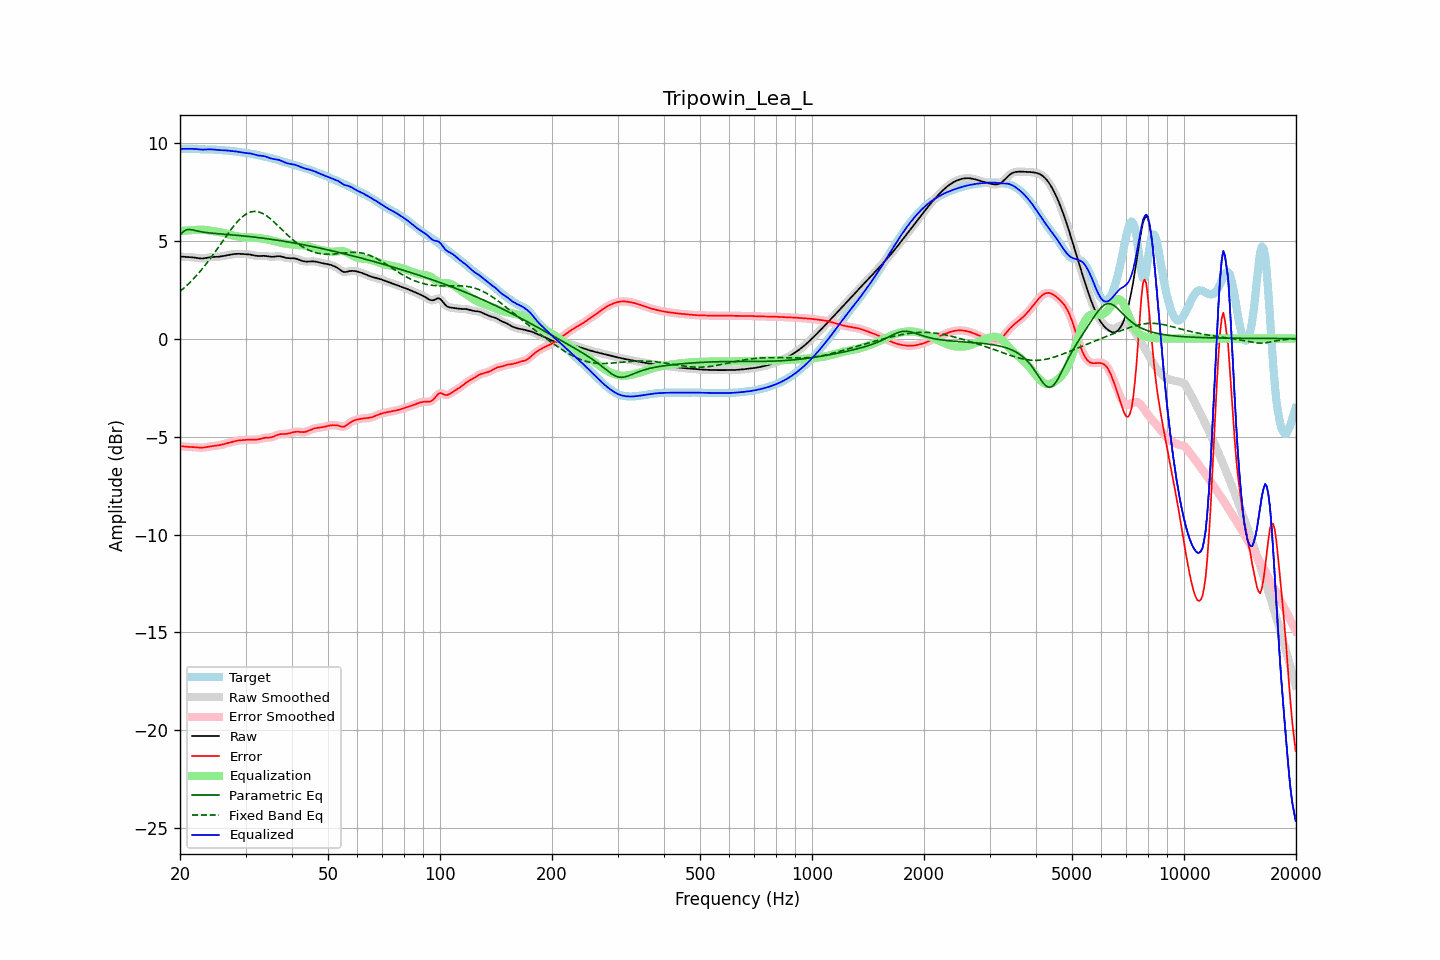 Tripowin_Lea_L
Amplitude (dBr)
10
5
0
−5
−10
−15
−20
−25
Target
Raw Smoothed
Error Smoothed
Raw
Error
Equalization
Parametric Eq
Fixed Band Eq
Equalized
20 50 100 200 500 1000 2000 5000 10000 20000
Frequency (Hz)